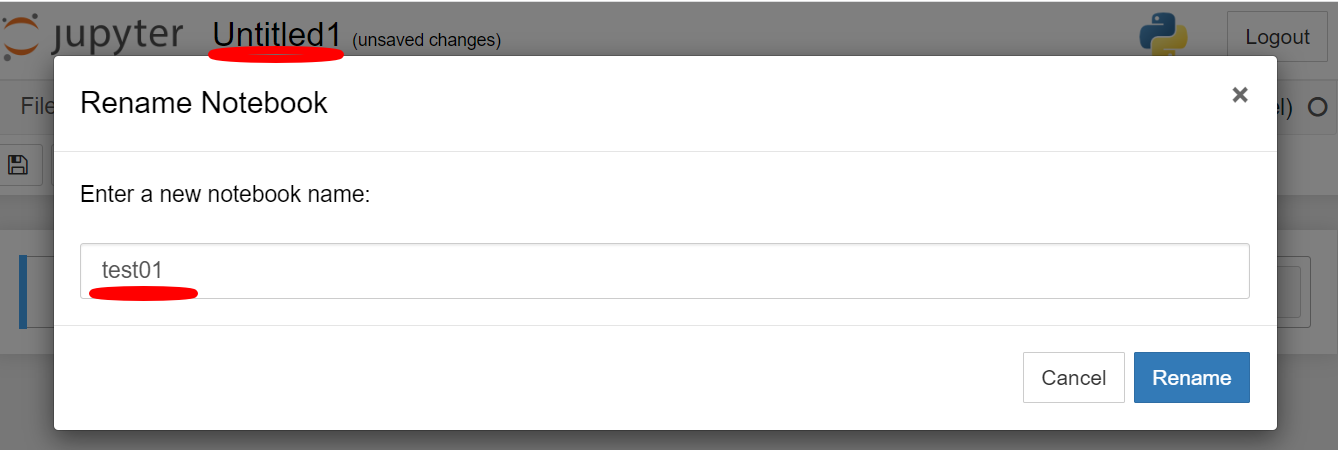 jupyter Untitled1 (unsaved changes) Logout
Rename Notebook ×
File
el)
Enter a new notebook name:
test01
Cancel Rename